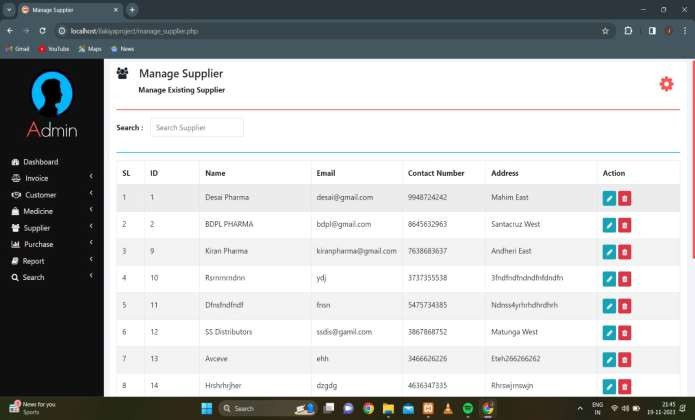 Manage Supplier
localhost/llakiyaproject/manage_supplier.php
Gmail YouTube Maps News
Admin
Dashboard
Invoice
Customer
Medicine
Supplier
Purchase
Report
Search
Manage Supplier
Manage Existing Supplier
Search :
Search Supplier
SL ID Name Email Contact Number Address Action
1 1 Desai Pharma desai@gmail.com 9948724242 Mahim East
2 2 BDPL PHARMA bdpl@gmail.com 8645632963 Santacruz West
3 9 Kiran Pharma kiranpharma@gmail.com 7638683637 Andheri East
4 10 Rsrnrnrndnn ydj 3737355538 3fndfndfndndfnfdndfn
5 11 Dfnsfndfndf fnsn 5475734385 Ndnss4yrhrhdhrdhrh
6 12 SS Distributors ssdis@gamil.com 3867868752 Matunga West
7 13 Avceve ehh 3466626226 Eteh266266262
8 14 Hrshrhrjher dzgdg 4636347335 Rhrswjrnswjn
News for you
Sports
Search
ENG
IN
21:45
19-11-2023